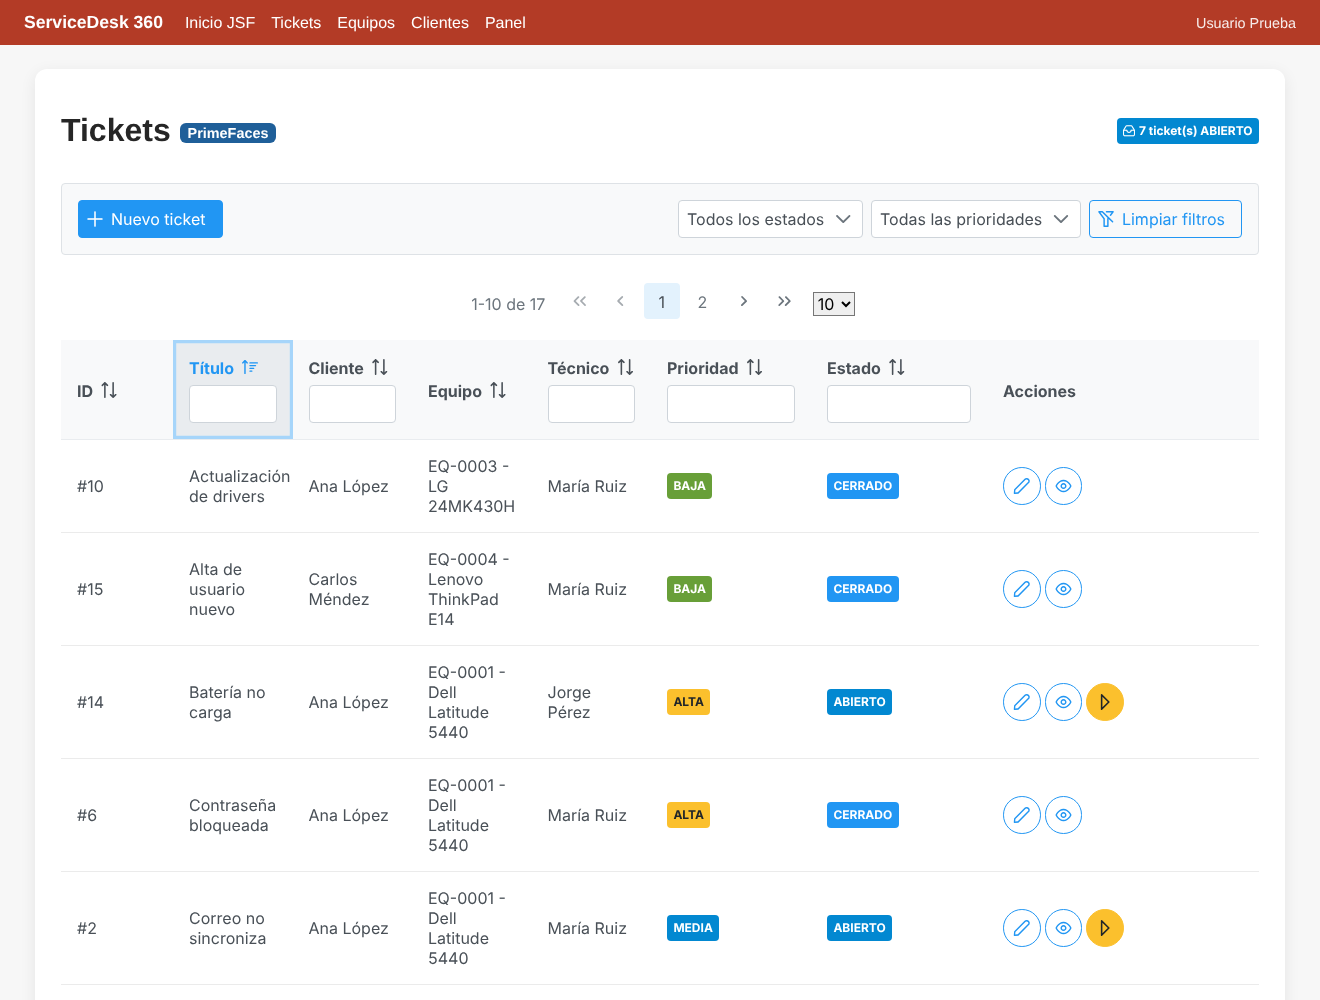 ServiceDesk 360 Inicio JSF Tickets Equipos Clientes Panel Usuario Prueba
Tickets PrimeFaces 7 ticket(s) ABIERTO
Nuevo ticket Todos los estados Todas las prioridades Limpiar filtros
1-10 de 17 1 2 10
ID Título Cliente Equipo Técnico Prioridad Estado Acciones
#10 Actualización de drivers Ana López EQ-0003 - LG 24MK430H María Ruiz BAJA CERRADO
#15 Alta de usuario nuevo Carlos Méndez EQ-0004 - Lenovo ThinkPad E14 María Ruiz BAJA CERRADO
#14 Batería no carga Ana López EQ-0001 - Dell Latitude 5440 Jorge Pérez ALTA ABIERTO
#6 Contraseña bloqueada Ana López EQ-0001 - Dell Latitude 5440 María Ruiz ALTA CERRADO
#2 Correo no sincroniza Ana López EQ-0001 - Dell Latitude 5440 María Ruiz MEDIA ABIERTO